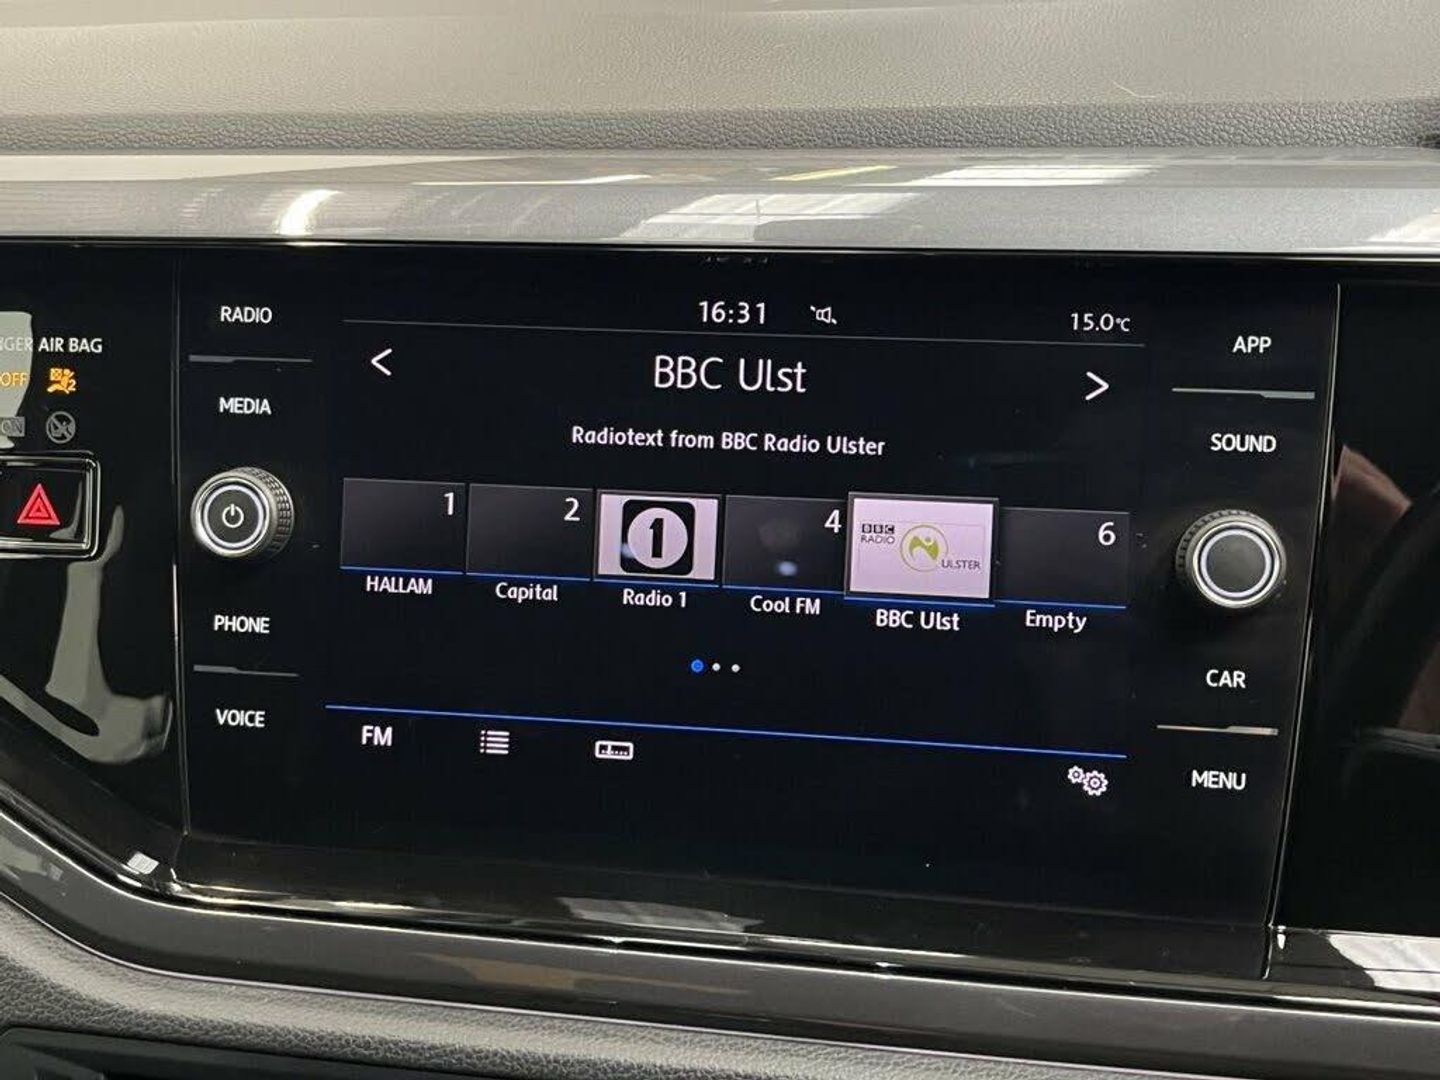 RADIO
MEDIA
PHONE
VOICE
AIR BAG
OFF
2
16:31
15.0°C
BBC Ulst
Radiotext from BBC Radio Ulster
1
2
1
4
BBC
RADIO
ULSTER
6
HALLAM
Capital
Radio 1
Cool FM
BBC Ulst
Empty
FM
APP
SOUND
CAR
MENU